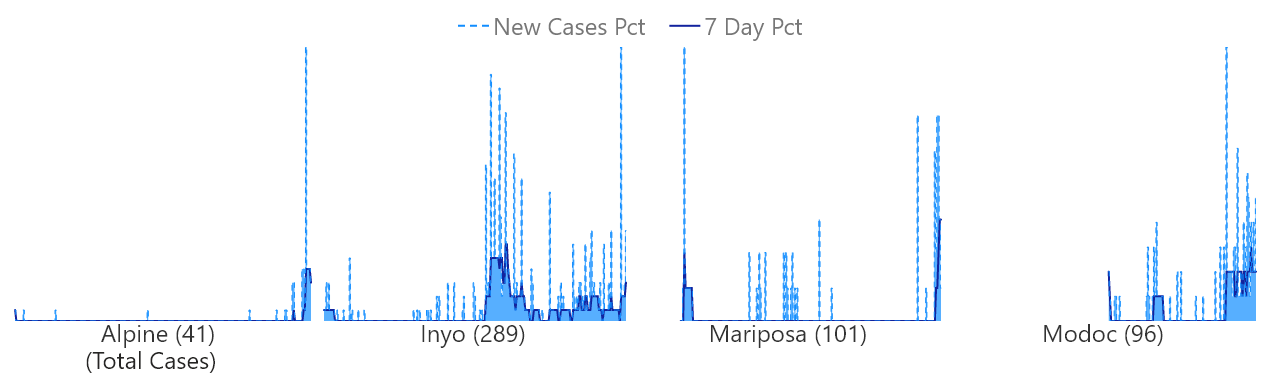 New Cases Pct 7 Day Pct
Alpine (41) Inyo (289) Mariposa (101) Modoc (96)
(Total Cases)